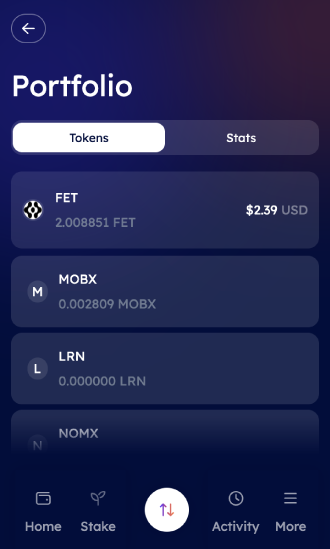 Portfolio
Tokens Stats
FET
$2.39 USD
2.008851 FET
M
MOBX
0.002809 MOBX
L
LRN
0.000000 LRN
N
NOMX
Home Stake Activity More